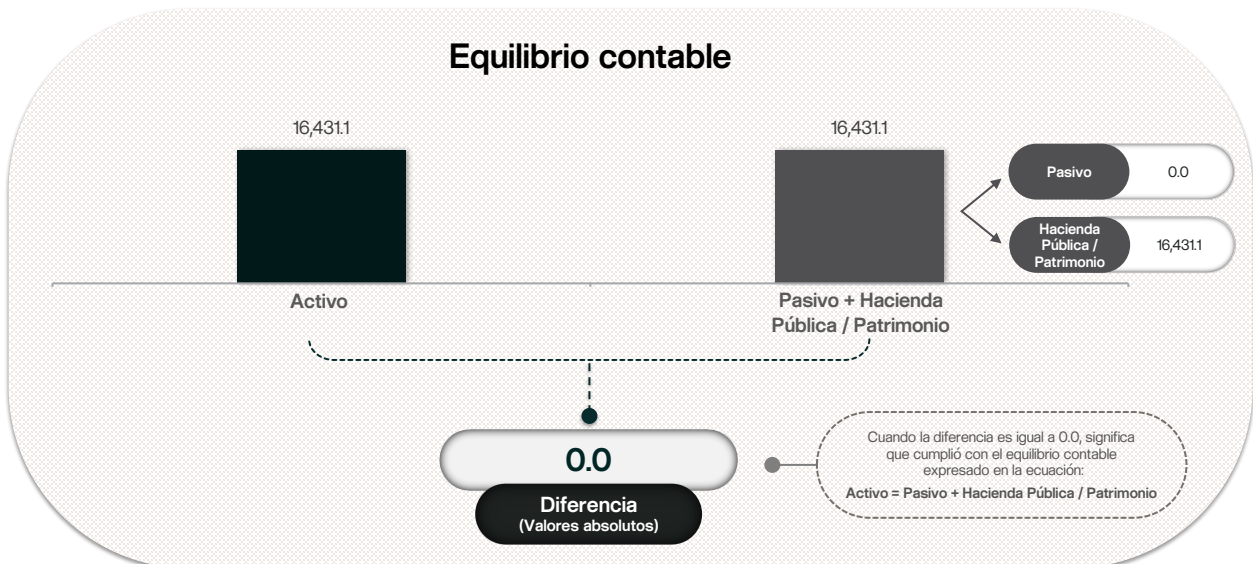 Equilibrio contable
16,431.1
16,431.1
Pasivo
0.0
Hacienda
Pública /
Patrimonio
16,431.1
Activo
Pasivo + Hacienda
Pública / Patrimonio
0.0
Diferencia
(Valores absolutos)
Cuando la diferencia es igual a 0.0, significa
que cumplió con el equilibrio contable
expresado en la ecuación:
Activo = Pasivo + Hacienda Pública / Patrimonio